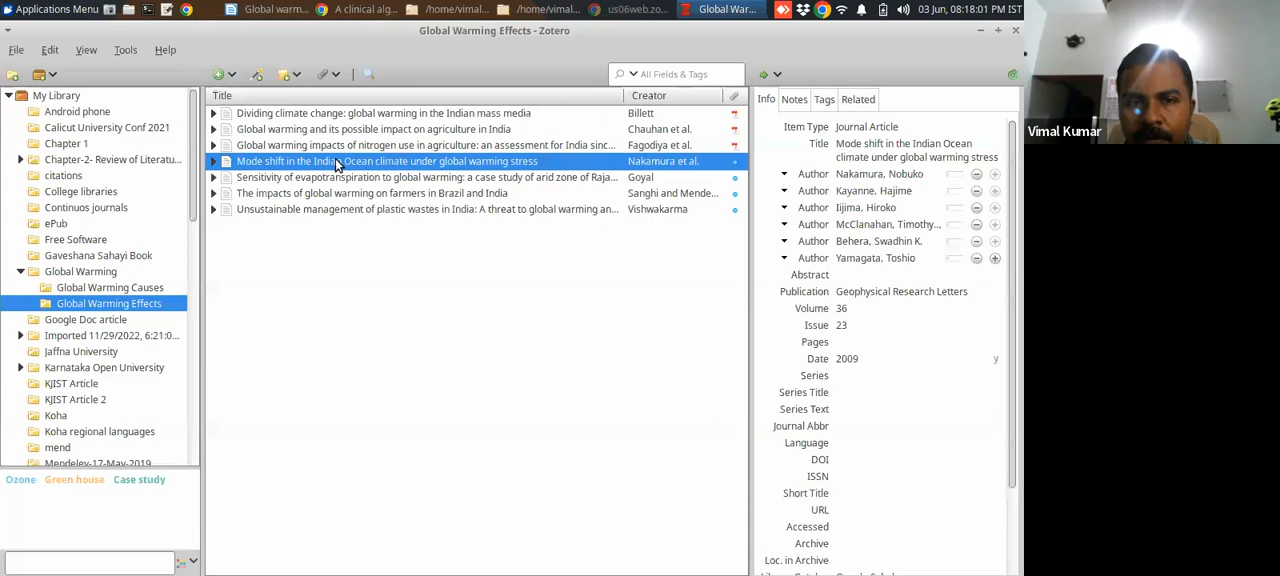 Applications Menu
Global warm...
A clinical alg...
/home/vimal...
/home/vimal...
us06web.zo...
Global War...
03 Jun, 08:18:01 PM IST
Global Warming Effects - Zotero
File Edit View Tools Help
All Fields & Tags
My Library
Android phone
Calicut University Conf 2021
Chapter 1
Chapter-2- Review of Literatu...
citations
College libraries
Continuos journals
ePub
Free Software
Gaveshana Sahayi Book
Global Warming
Global Warming Causes
Global Warming Effects
Google Doc article
Imported 11/29/2022, 6:21:0...
Jaffna University
Karnataka Open University
KJIST Article
KJIST Article 2
Koha
Koha regional languages
mend
Mendeley-17-May-2019
Ozone Green house Case study
Title Creator
Dividing climate change: global warming in the Indian mass media Billett
Global warming and its possible impact on agriculture in India Chauhan et al.
Global warming impacts of nitrogen use in agriculture: an assessment for India sinc... Fagodiya et al.
Mode shift in the Indian Ocean climate under global warming stress Nakamura et al.
Sensitivity of evapotranspiration to global warming: a case study of arid zone of Raja... Goyal
The impacts of global warming on farmers in Brazil and India Sanghi and Mende...
Unsustainable management of plastic wastes in India: A threat to global warming an... Vishwakarma
Info Notes Tags Related
Item Type Journal Article
Title Mode shift in the Indian Ocean
climate under global warming stress
Author Nakamura, Nobuko
Author Kayanne, Hajime
Author Iijima, Hiroko
Author McClanahan, Timothy...
Author Behera, Swadhin K.
Author Yamagata, Toshio
Abstract
Publication Geophysical Research Letters
Volume 36
Issue 23
Pages
Date 2009 y
Series
Series Title
Series Text
Journal Abbr
Language
DOI
ISSN
Short Title
URL
Accessed
Archive
Loc. in Archive
Vimal Kumar